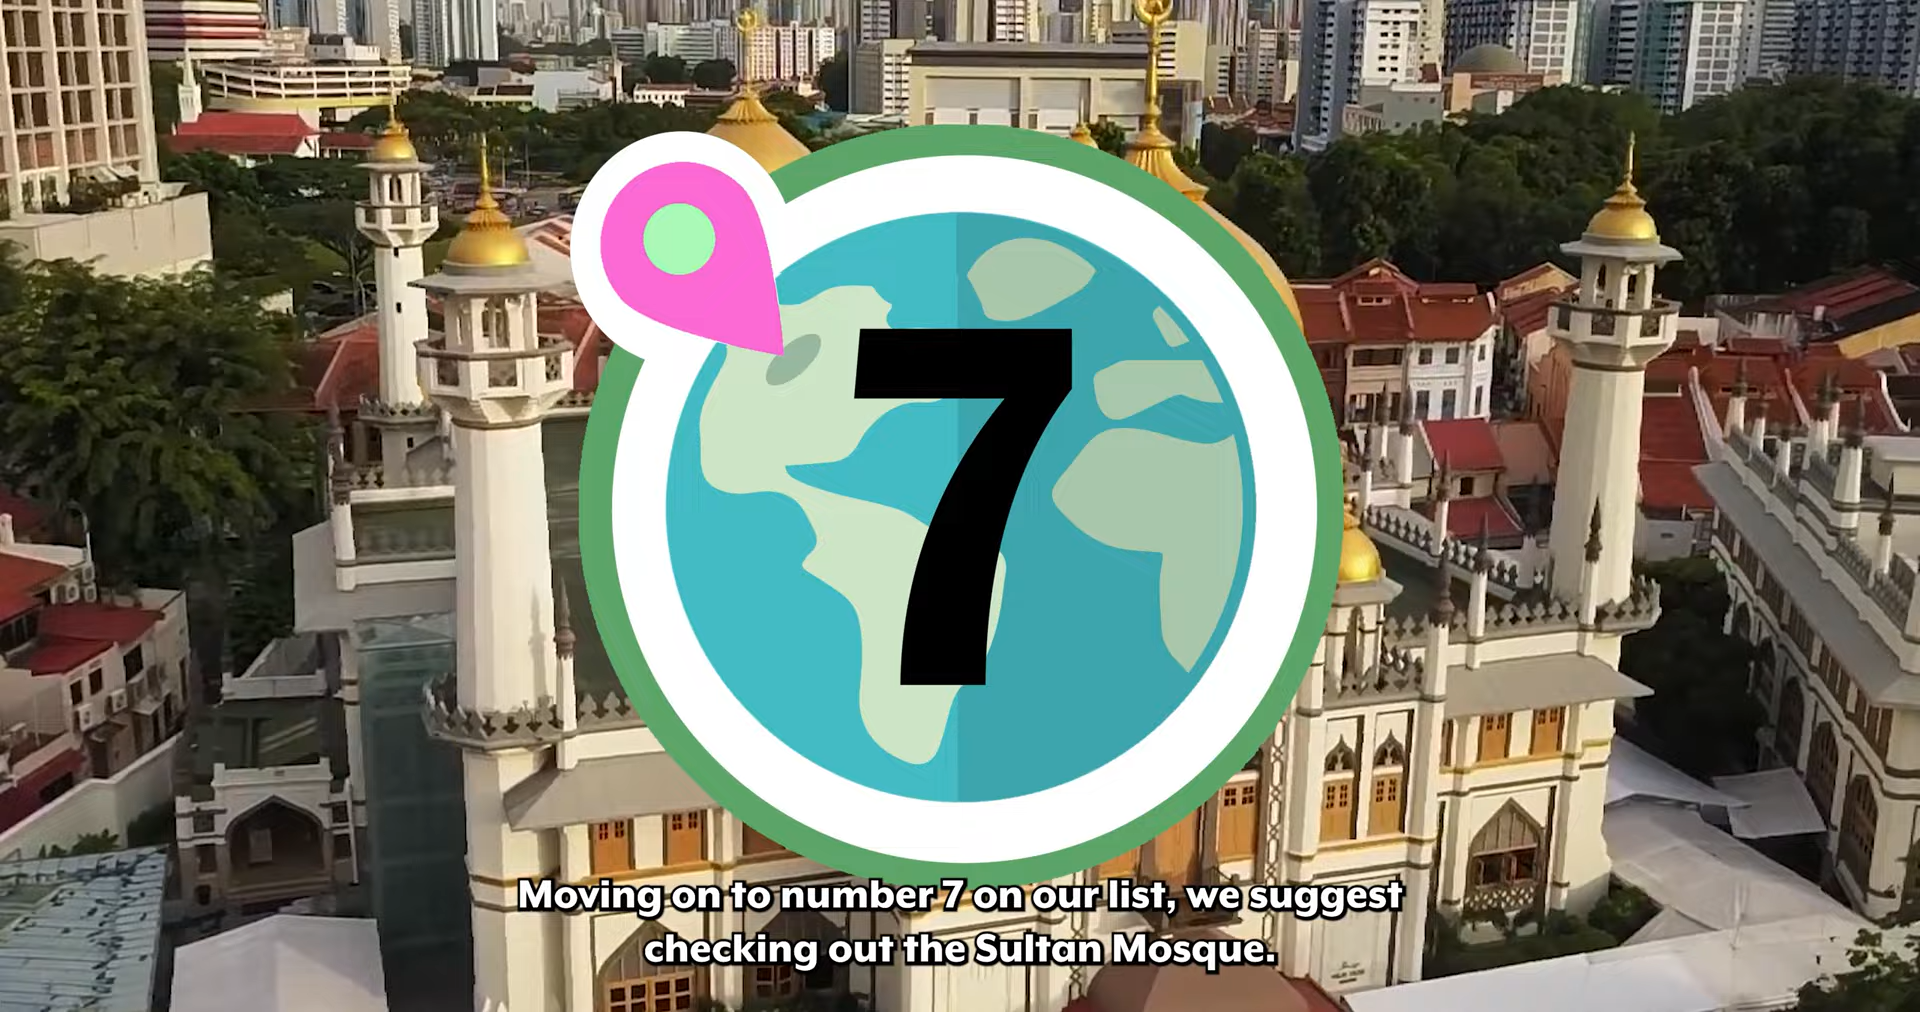 7
Moving on to number 7 on our list, we suggest
checking out the Sultan Mosque.